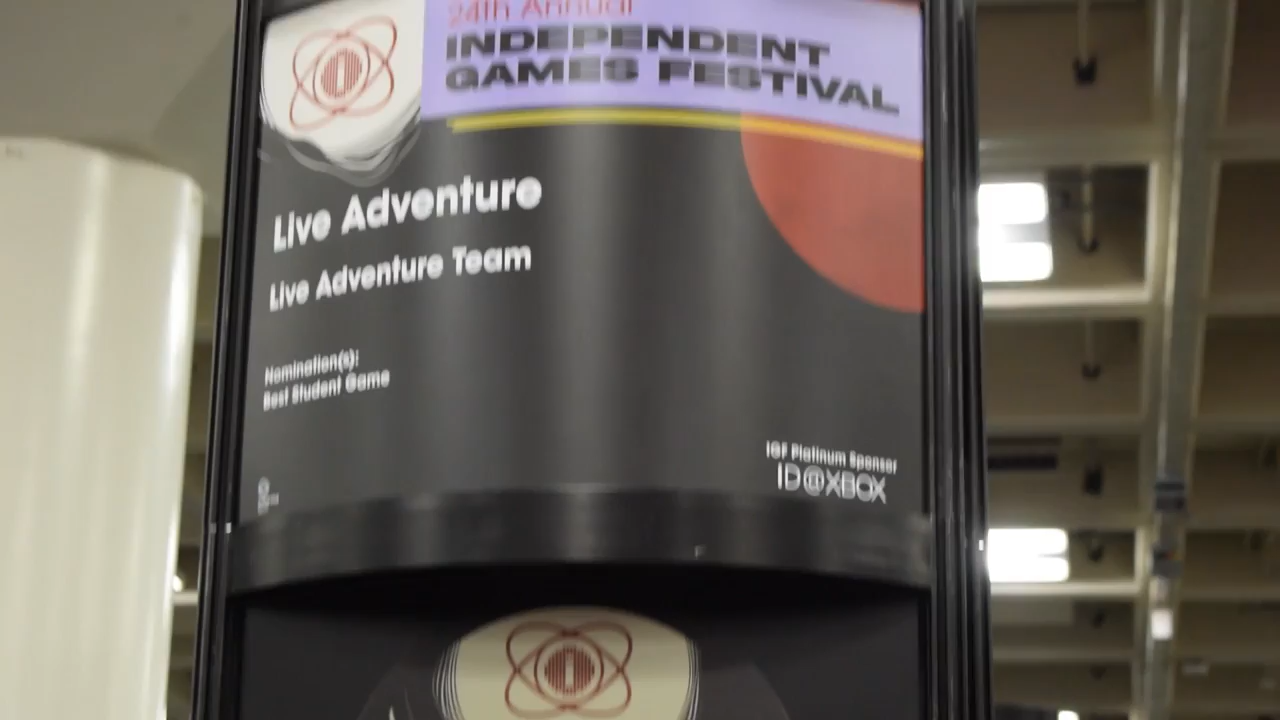 24th Annual
INDEPENDENT
GAMES FESTIVAL
Live Adventure
Live Adventure Team
Nomination(s):
Best Student Game
IGF Platinum Sponsor
ID@XBOX